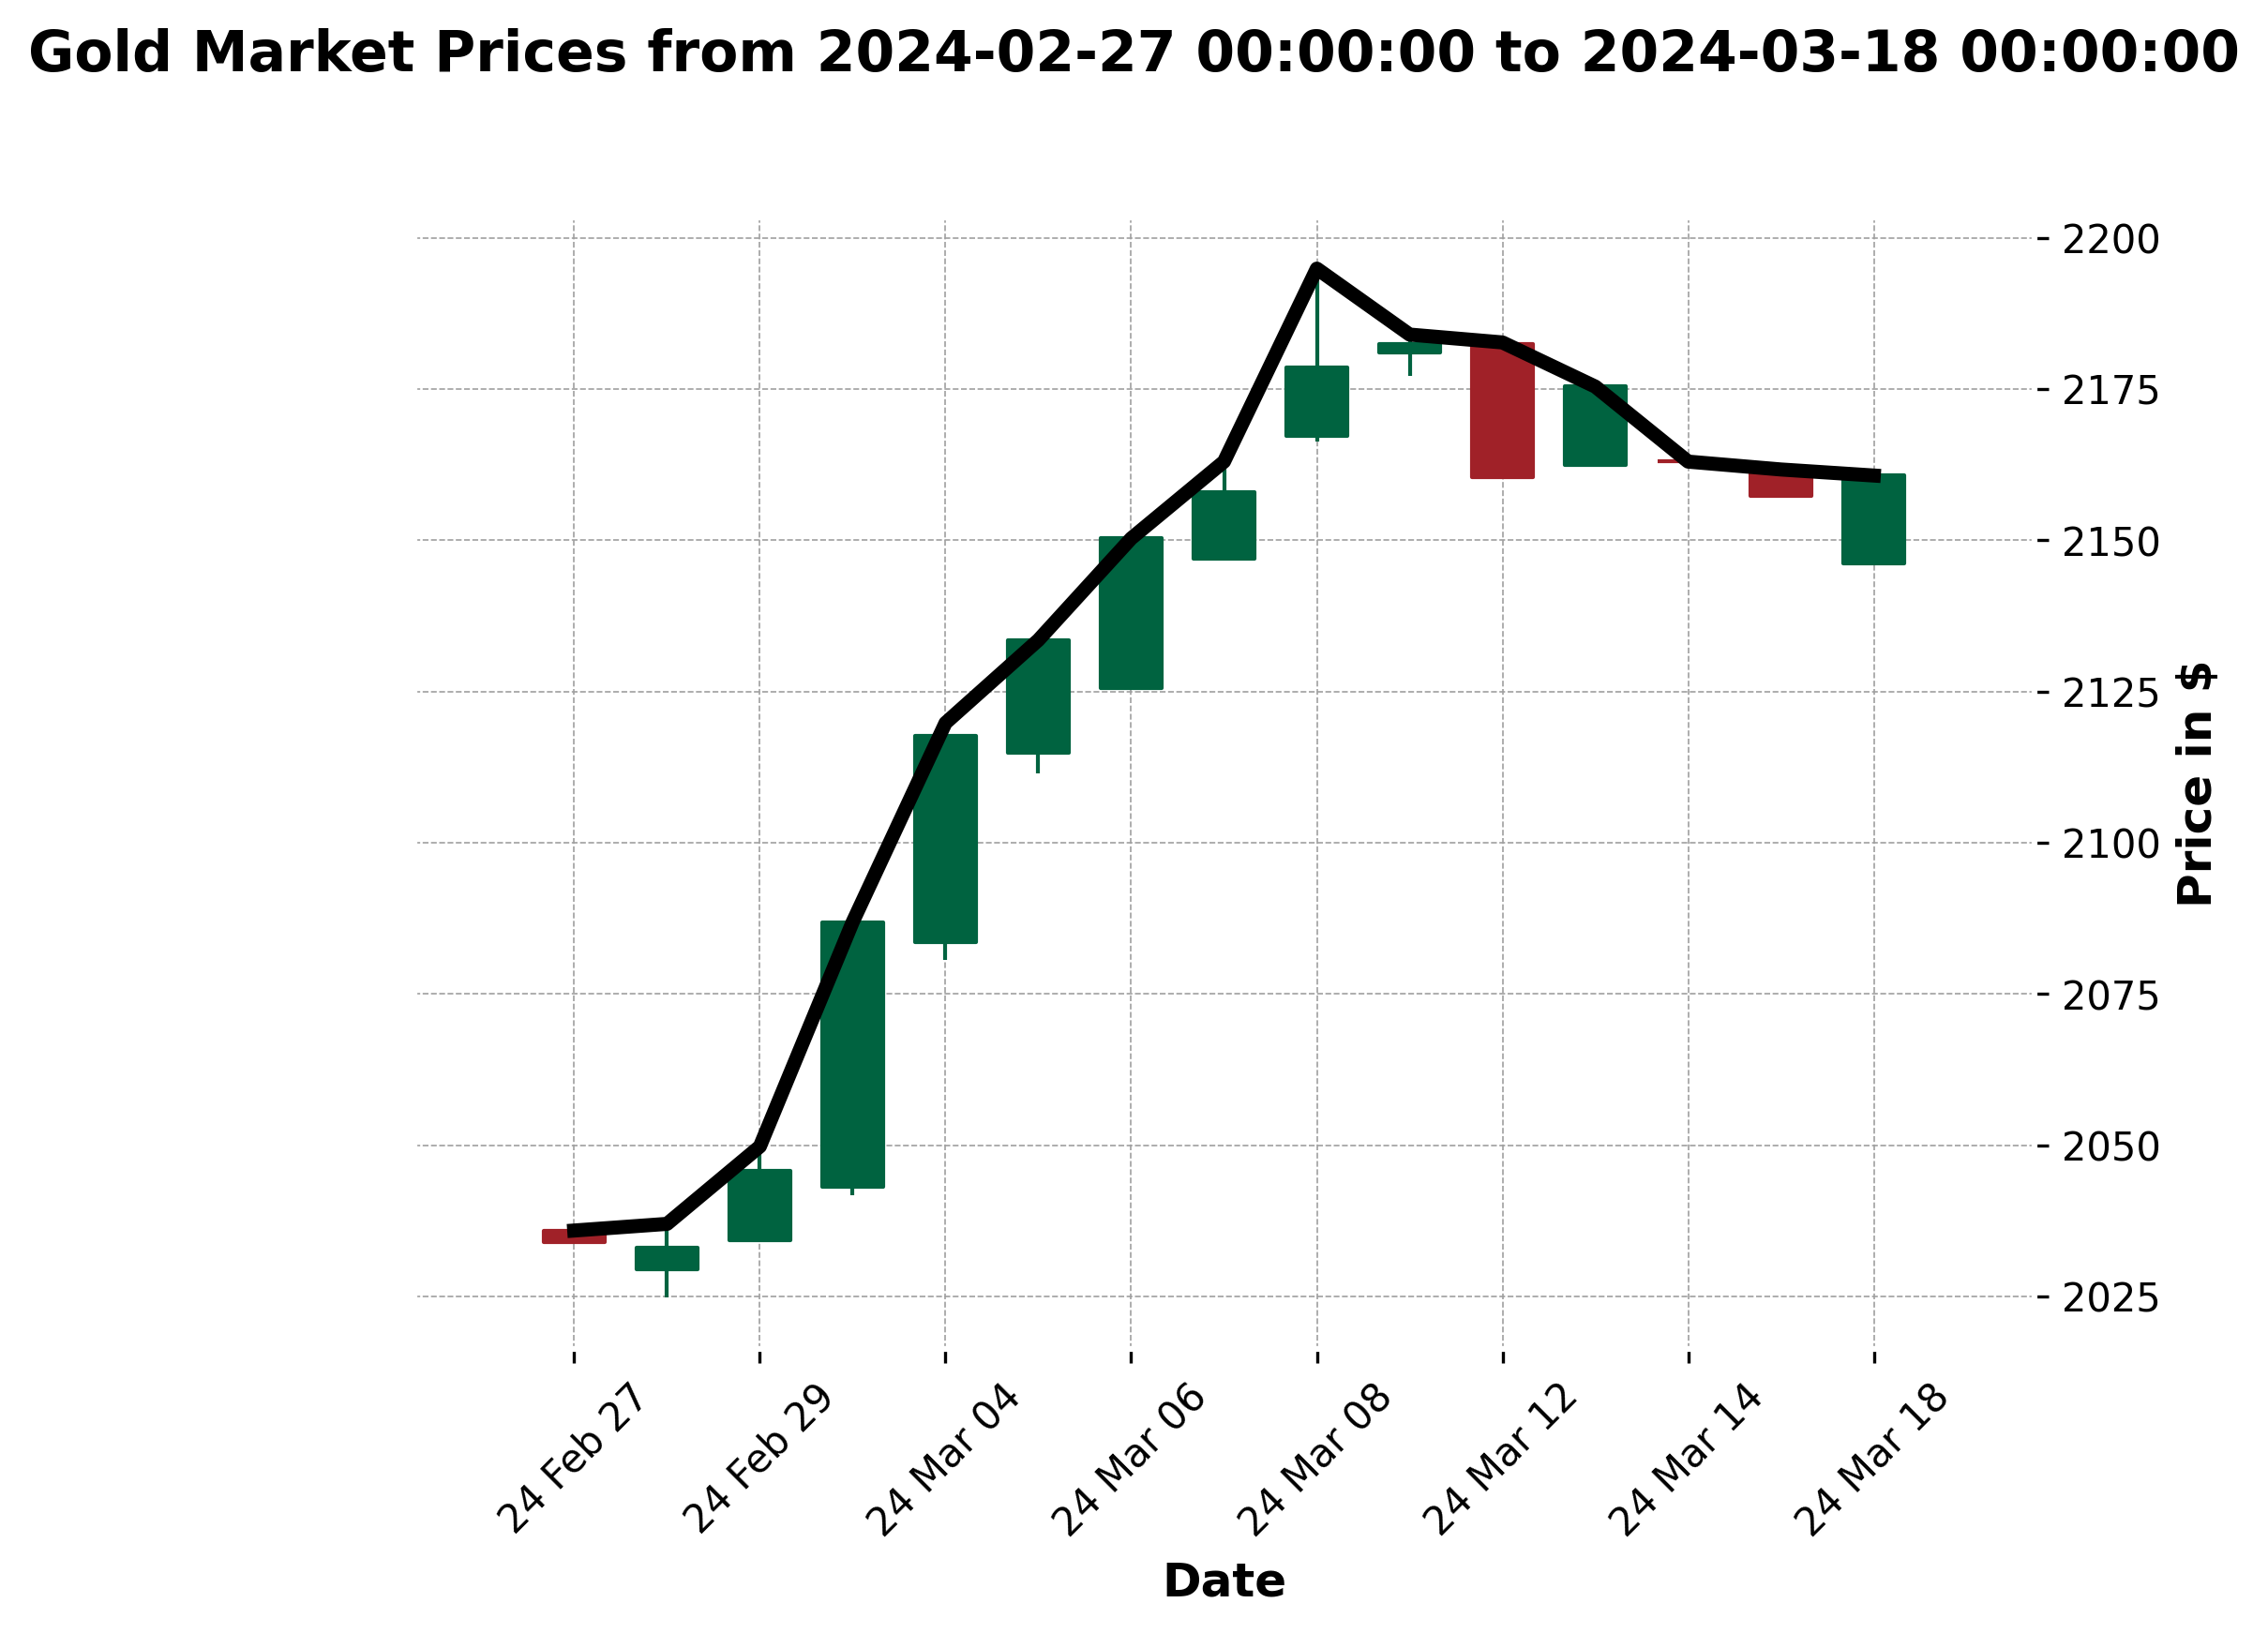 Gold Market Prices from 2024-02-27 00:00:00 to 2024-03-18 00:00:00
2200
2175
2150
2125
2100
2075
2050
2025
Price in $
24 Feb 27
24 Feb 29
24 Mar 04
24 Mar 06
24 Mar 08
24 Mar 12
24 Mar 14
24 Mar 18
Date